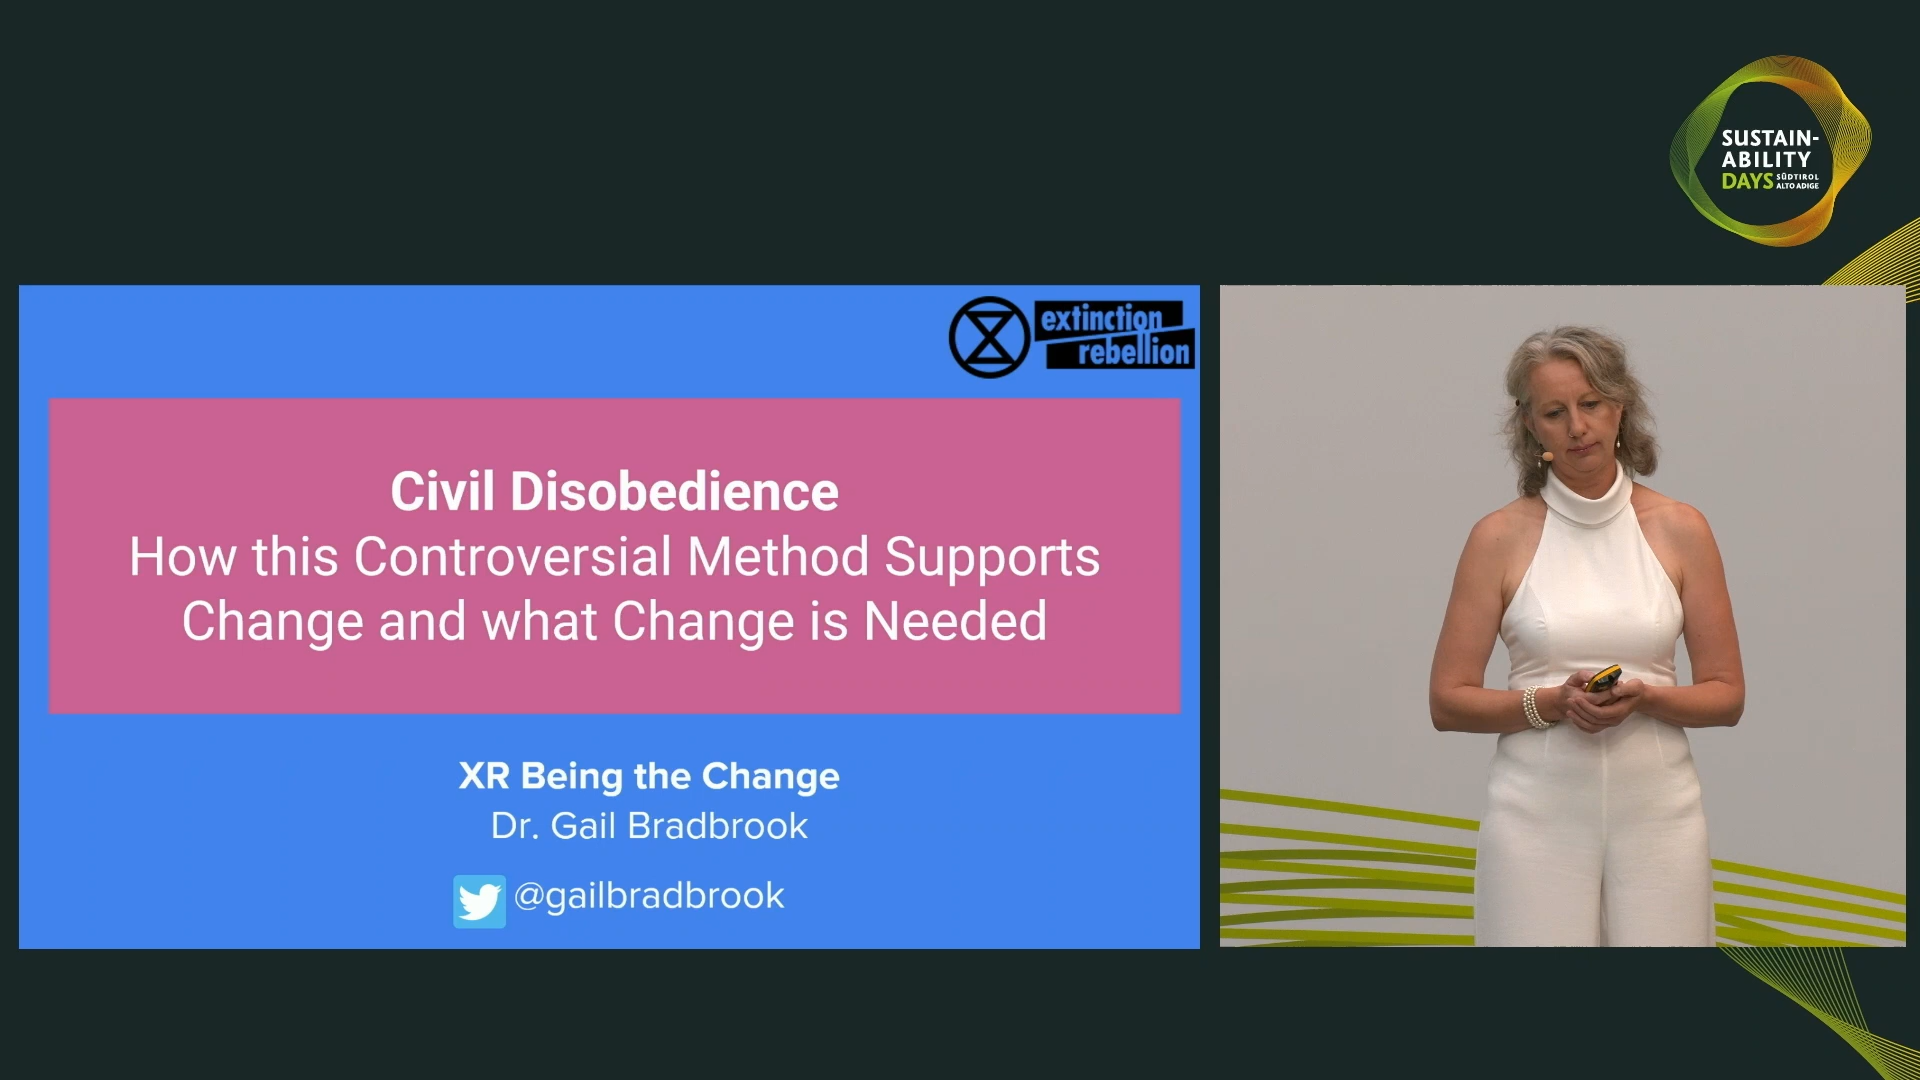 SUSTAIN-
ABILITY
DAYS SÜDTIROL
ALTO ADIGE
extinction
rebellion
Civil Disobedience
How this Controversial Method Supports
Change and what Change is Needed
XR Being the Change
Dr. Gail Bradbrook
@gailbradbrook